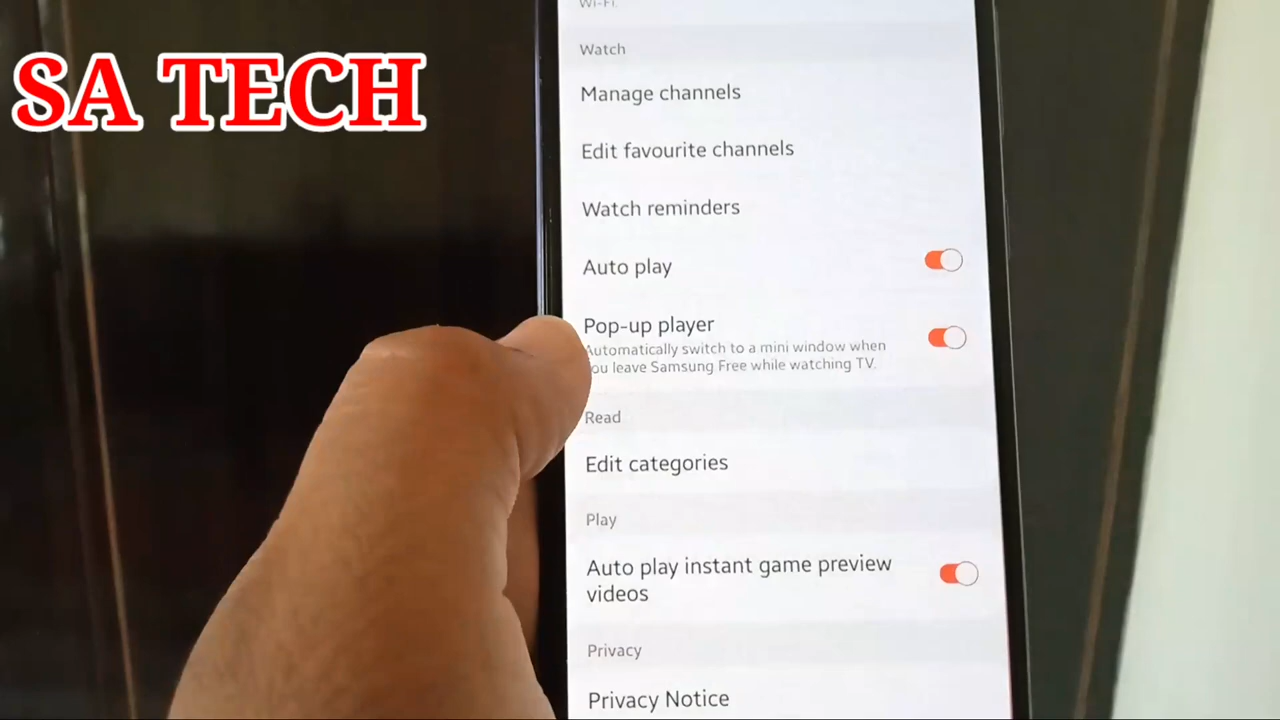 SA TECH
Wi-Fi.
Watch
Manage channels
Edit favourite channels
Watch reminders
Auto play
Pop-up player
Automatically switch to a mini window when
you leave Samsung Free while watching TV.
Read
Edit categories
Play
Auto play instant game preview
videos
Privacy
Privacy Notice